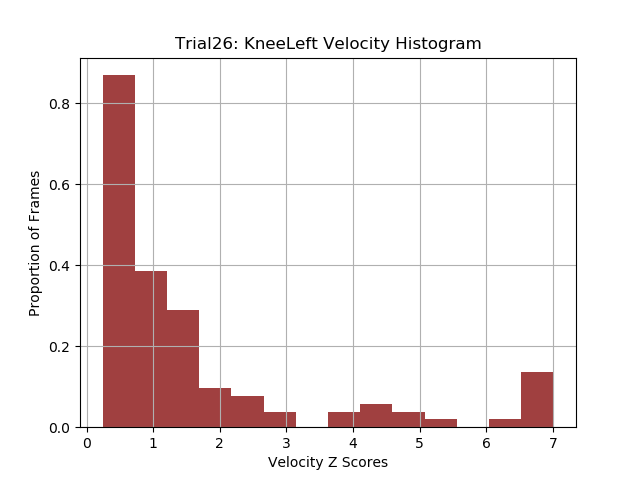 Trial26: KneeLeft Velocity Histogram
Proportion of Frames
0.8
0.6
0.4
0.2
0.0
0 1 2 3 4 5 6 7
Velocity Z Scores